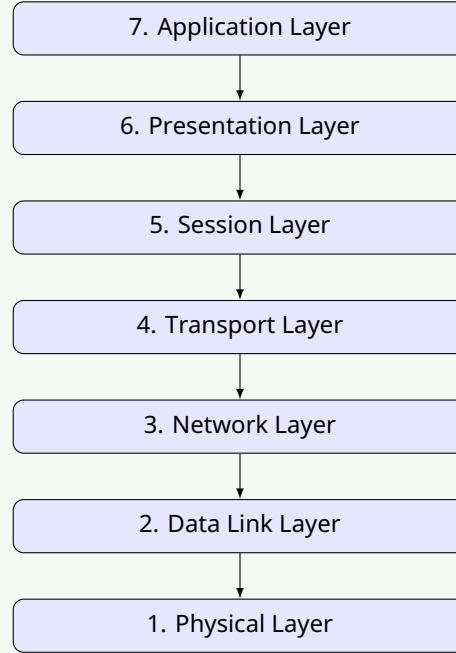 7. Application Layer
6. Presentation Layer
5. Session Layer
4. Transport Layer
3. Network Layer
2. Data Link Layer
1. Physical Layer